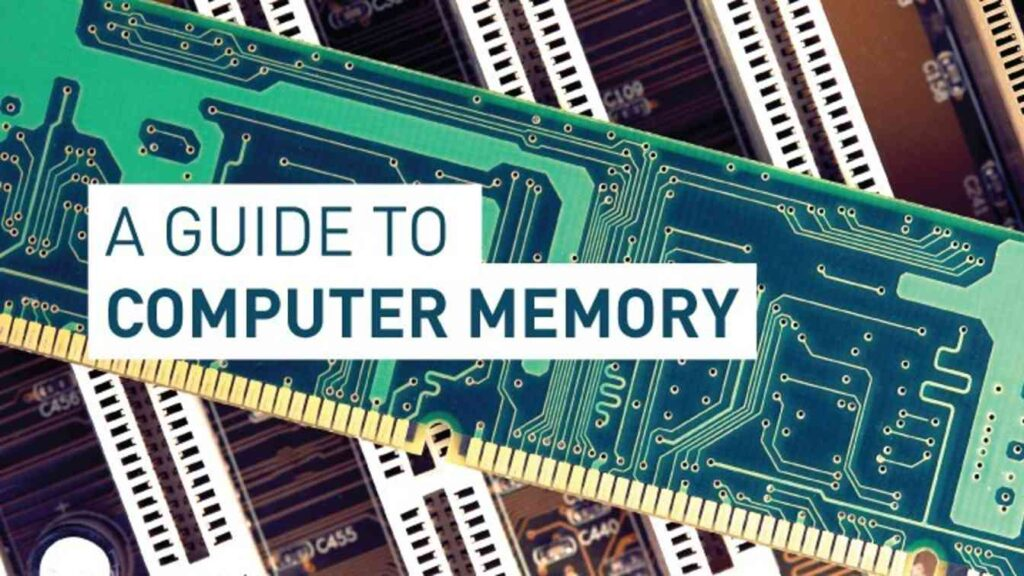 C109
A GUIDE TO
COMPUTER MEMORY
C456
C455
C440